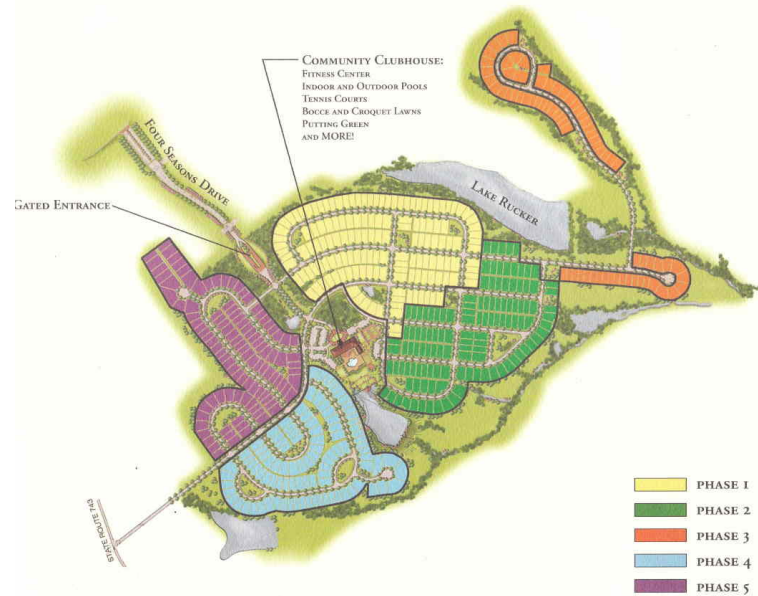 COMMUNITY CLUBHOUSE:
FITNESS CENTER
INDOOR AND OUTDOOR POOLS
TENNIS COURTS
BOCCE AND CROQUET LAWNS
PUTTING GREEN
AND MORE!
FOUR SEASONS DRIVE
GATED ENTRANCE
LAKE RUCKER
STATE ROUTE 743
PHASE 1
PHASE 2
PHASE 3
PHASE 4
PHASE 5